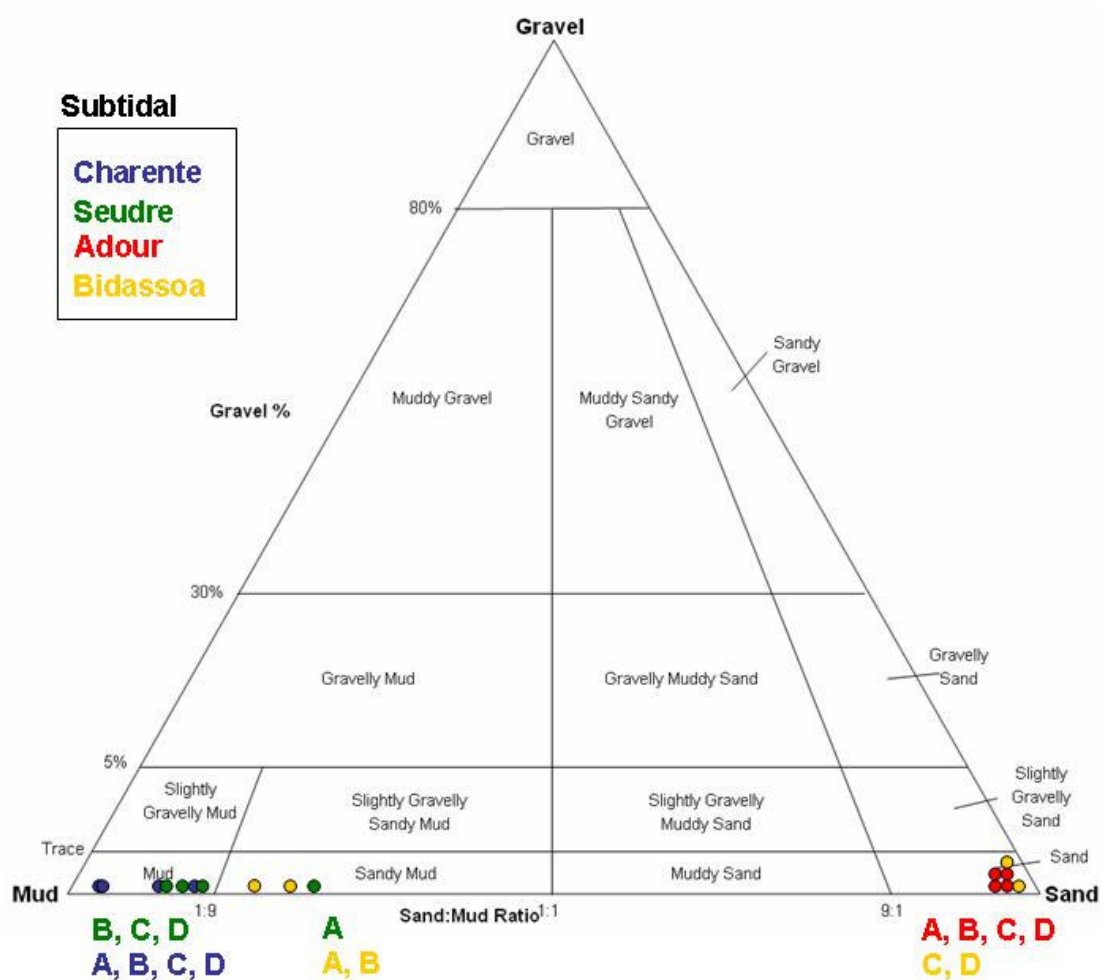 Gravel
Subtidal
Charente
Seudre
Adour
Bidassoa
Gravel
80%
Sandy
Gravel
Muddy Gravel
Muddy Sandy
Gravel
Gravel %
30%
Gravelly Mud
Gravelly Muddy Sand
Gravelly
Sand
5%
Slightly
Gravelly Mud
Slightly Gravelly
Sandy Mud
Slightly Gravelly
Muddy Sand
Slightly
Gravelly
Sand
Trace
Mud
Sandy Mud
Muddy Sand
Sand
Mud
Sand
1:9
Sand:Mud Ratio
1:1
9:1
B, C, D
A
A, B, C, D
A, B, C, D
A, B
C, D